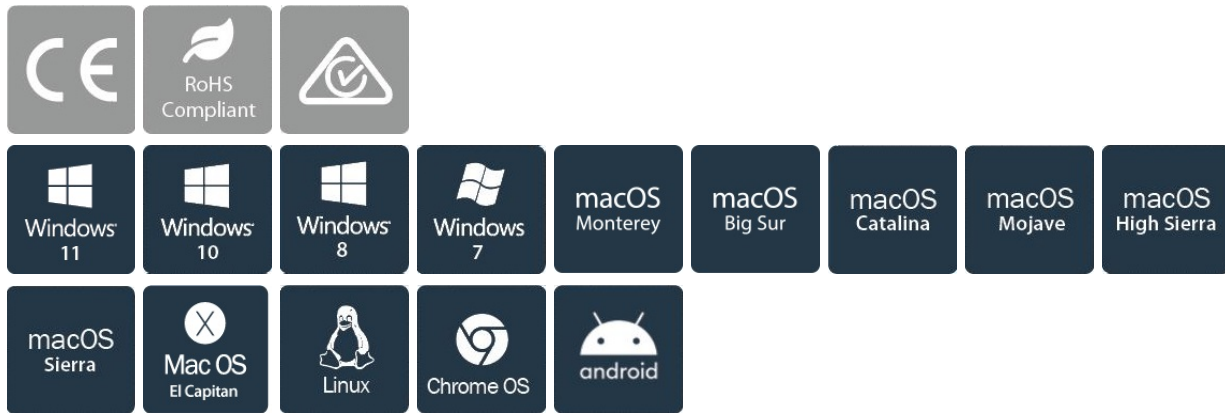 CE
RoHS
Compliant
Windows
11
Windows
10
Windows
8
Windows
7
macOS
Monterey
macOS
Big Sur
macOS
Catalina
macOS
Mojave
macOS
High Sierra
macOS
Sierra
X
Mac OS
El Capitan
Linux
Chrome OS
android